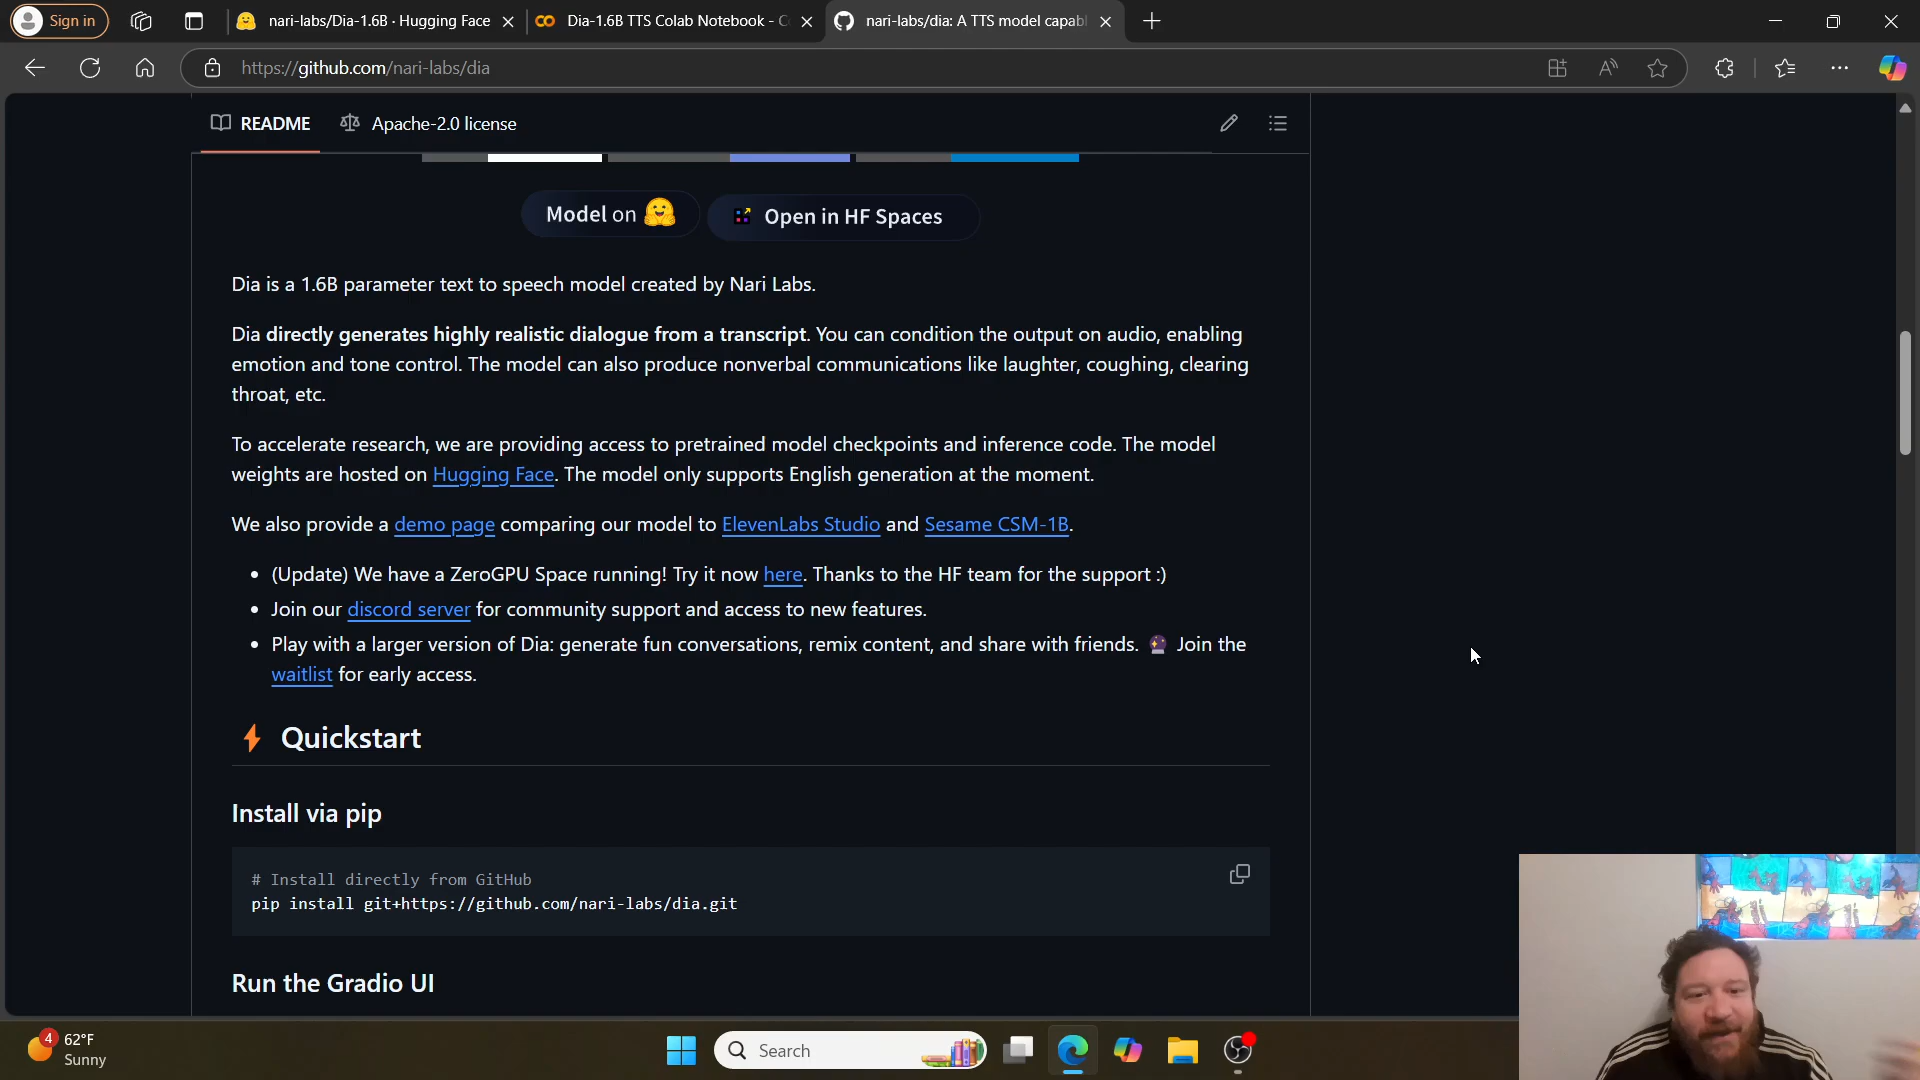 Sign in
nari-labs/Dia-1.6B · Hugging Face
Dia-1.6B TTS Colab Notebook - C
nari-labs/dia: A TTS model capabl
https://github.com/nari-labs/dia
README
Apache-2.0 license
Model on 🤗
Open in HF Spaces
Dia is a 1.6B parameter text to speech model created by Nari Labs.
Dia directly generates highly realistic dialogue from a transcript. You can condition the output on audio, enabling
emotion and tone control. The model can also produce nonverbal communications like laughter, coughing, clearing
throat, etc.
To accelerate research, we are providing access to pretrained model checkpoints and inference code. The model
weights are hosted on Hugging Face. The model only supports English generation at the moment.
We also provide a demo page comparing our model to ElevenLabs Studio and Sesame CSM-1B.
• (Update) We have a ZeroGPU Space running! Try it now here. Thanks to the HF team for the support :)
• Join our discord server for community support and access to new features.
• Play with a larger version of Dia: generate fun conversations, remix content, and share with friends. 🔮 Join the
waitlist for early access.
⚡ Quickstart
Install via pip
# Install directly from GitHub
pip install git+https://github.com/nari-labs/dia.git
Run the Gradio UI
4
62°F
Sunny
Search